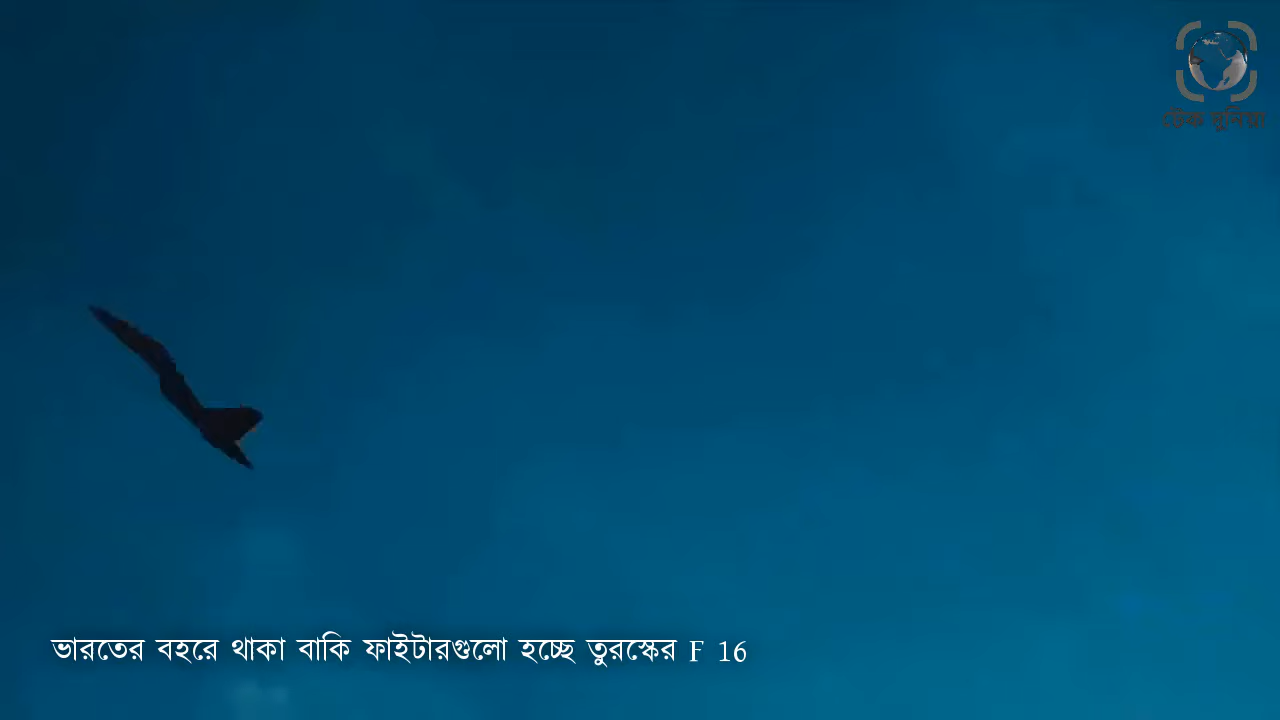 টেক দুনিয়া
ভারতের বহরে থাকা বাকি ফাইটারগুলো হচ্ছে তুরস্কের F 16